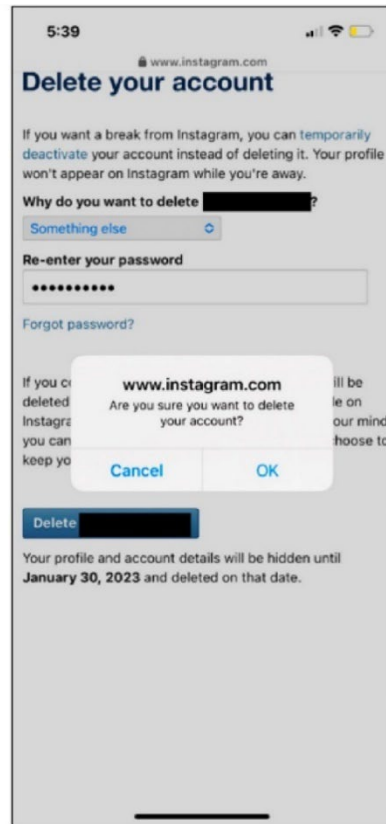 5:39
www.instagram.com
Delete your account
If you want a break from Instagram, you can temporarily
deactivate your account instead of deleting it. Your profile
won't appear on Instagram while you're away.
Why do you want to delete ?
Something else
Re-enter your password
••••••••••
Forgot password?
If you ill be
deleted le on
Instagra our mind
you can hoose to
keep yo
www.instagram.com
Are you sure you want to delete
your account?
Cancel OK
Delete
Your profile and account details will be hidden until
January 30, 2023 and deleted on that date.